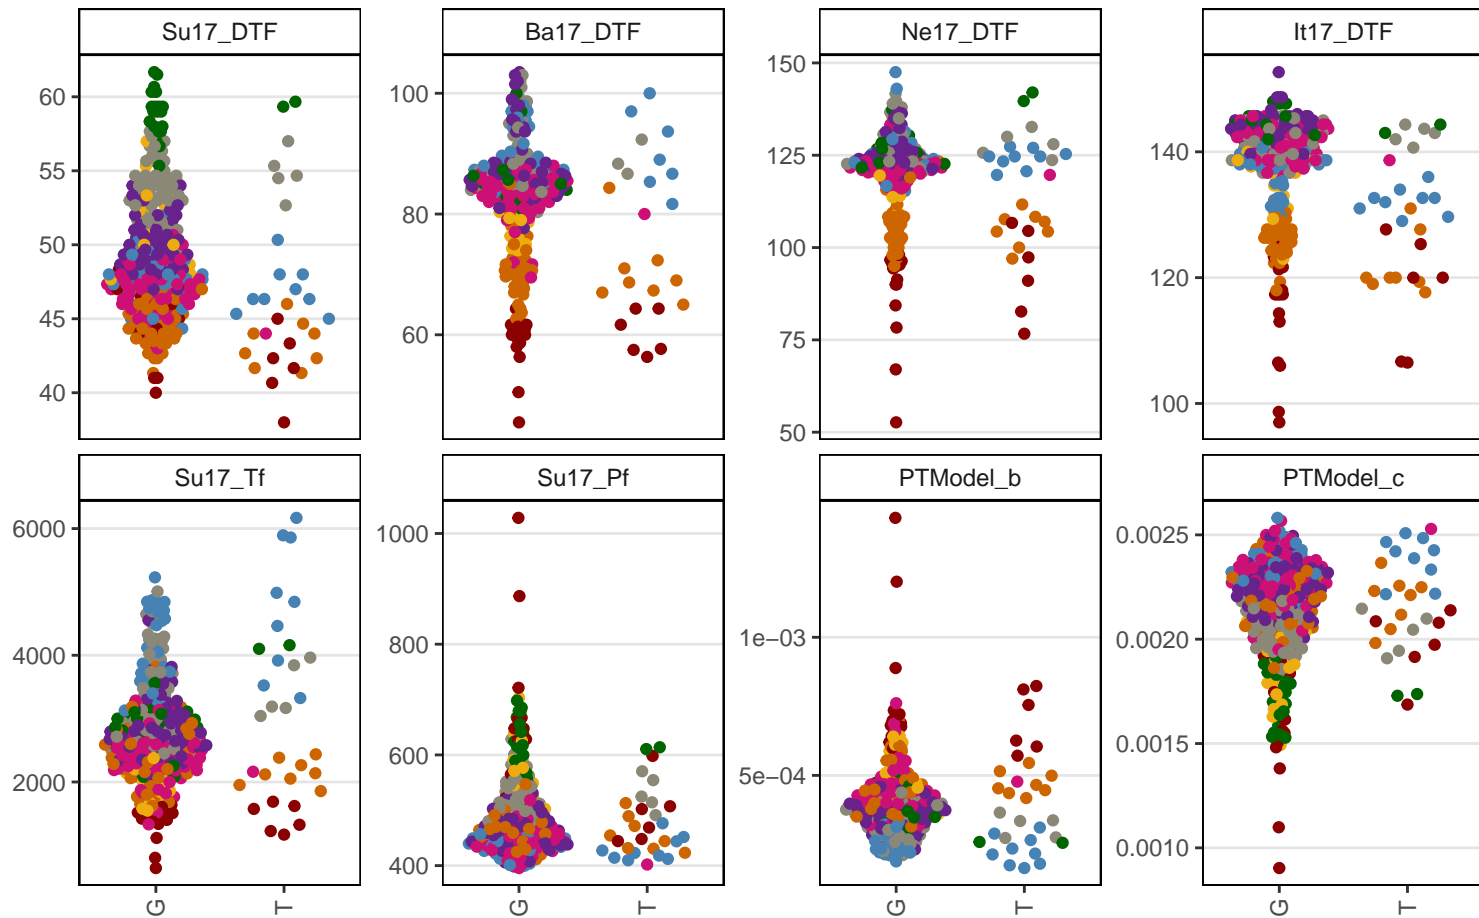 Su17_DTF
Ba17_DTF
Ne17_DTF
It17_DTF
60
55
50
45
40
100
80
60
150
125
100
75
50
140
120
100
Su17_Tf
Su17_Pf
PTModel_b
PTModel_c
6000
4000
2000
1000
800
600
400
1e−03
5e−04
0.0025
0.0020
0.0015
0.0010
G
T
G
T
G
T
G
T